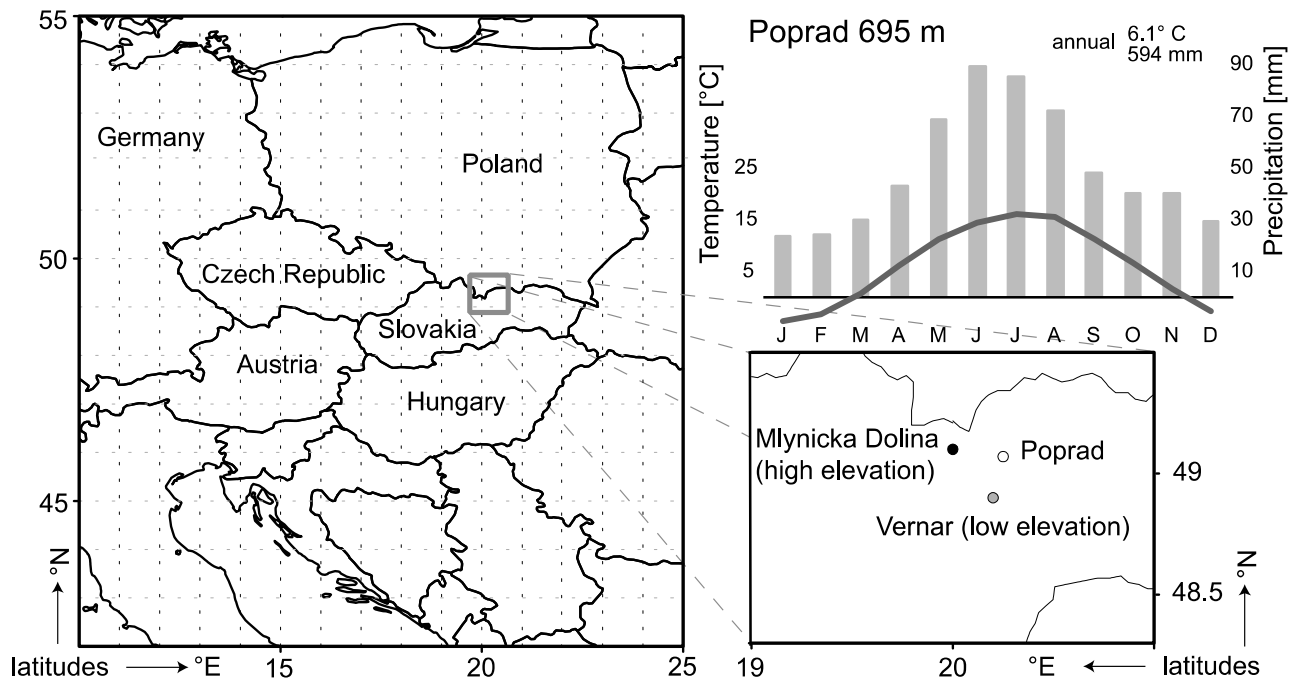 55
50
45
°N
Germany
Poland
Czech Republic
Slovakia
Austria
Hungary
latitudes
°E
15
20
25
Poprad 695 m
annual
6.1° C
594 mm
Temperature [°C]
25
15
5
Precipitation [mm]
90
70
50
30
10
J F M A M J J A S O N D
Mlynicka Dolina
(high elevation)
Poprad
Vernar (low elevation)
49
48.5
°N
19
20
°E
latitudes